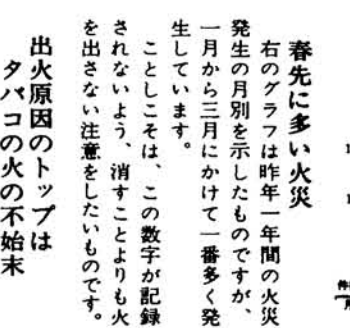 春先に多い火災
右のグラフは昨年一年間の火災
発生の月別を示したものですが、
一月から三月にかけて一番多く発
生しています。
ことしこそは、この数字が記録
されないよう、消すことよりも火
を出さない注意をしたいものです。
出火原因のトップは
タバコの火の不始末